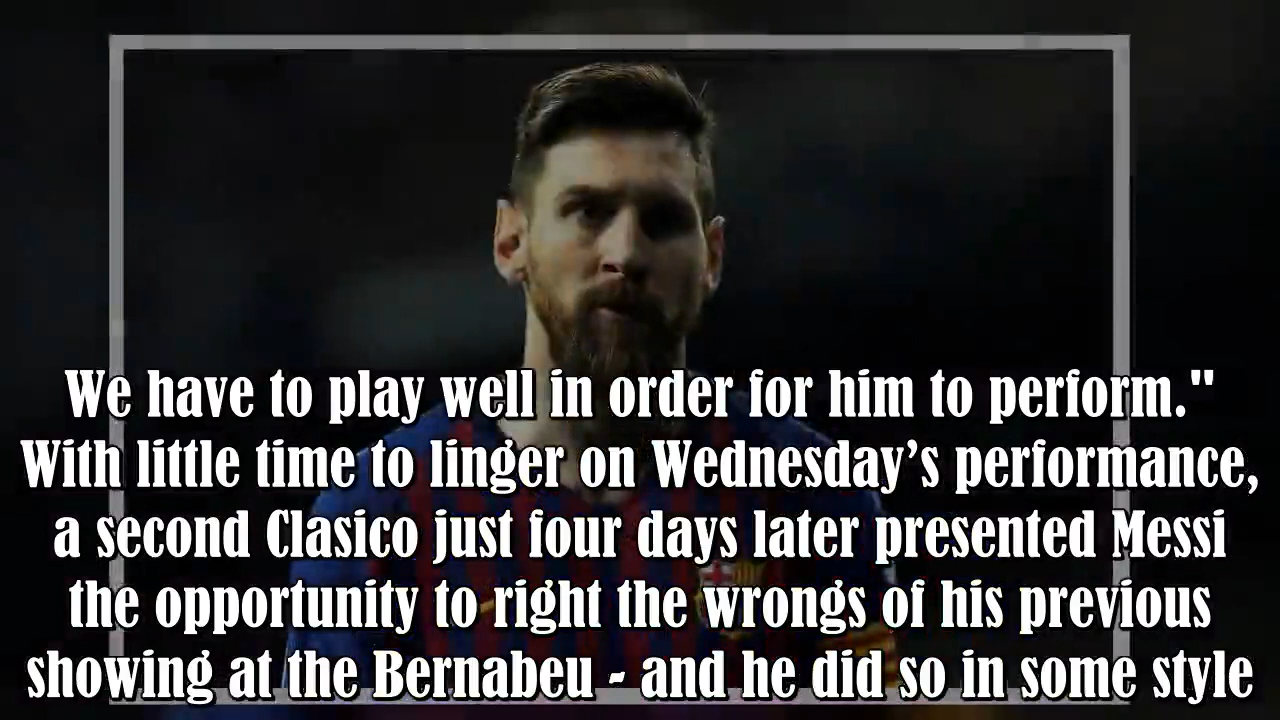 We have to play well in order for him to perform."
With little time to linger on Wednesday’s performance,
a second Clasico just four days later presented Messi
the opportunity to right the wrongs of his previous
showing at the Bernabeu - and he did so in some style